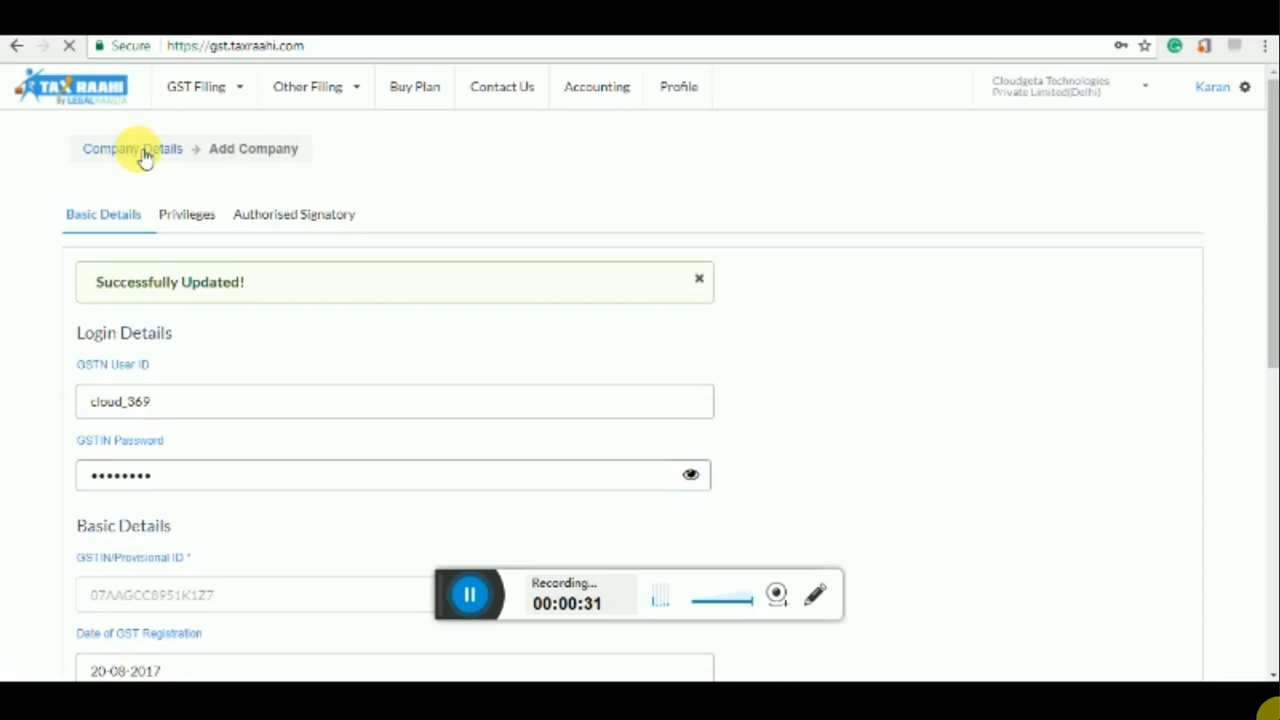 Secure https://gst.taxraahi.com
TAX RAAHI
By LEGALRAASTA
GST Filing Other Filing Buy Plan Contact Us Accounting Profile
Cloudgeta Technologies
Private Limited(Delhi)
Karan
Company Details → Add Company
Basic Details Privileges Authorised Signatory
Successfully Updated!
Login Details
GSTN User ID
cloud_369
GSTIN Password
••••••••
Basic Details
GSTIN/Provisional ID *
07AAGCC8951K1Z7
Recording...
00:00:31
Date of GST Registration
20-08-2017